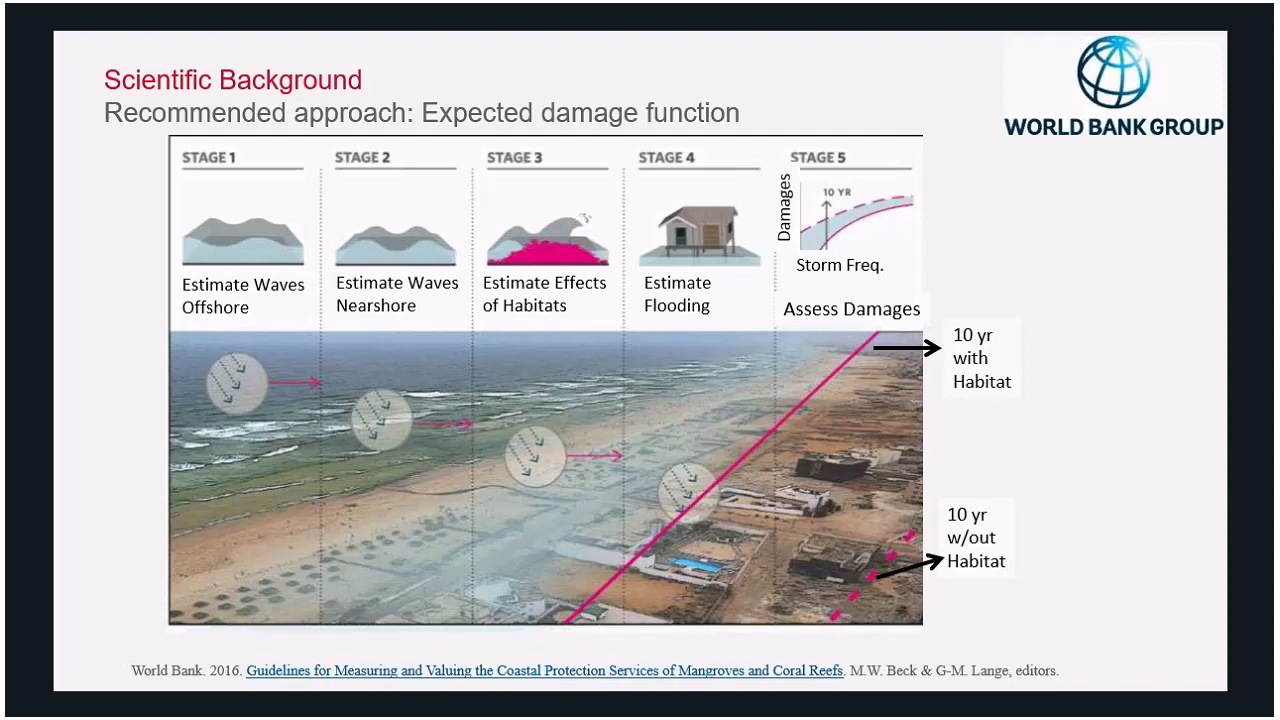 Scientific Background
Recommended approach: Expected damage function
WORLD BANK GROUP
STAGE 1
STAGE 2
STAGE 3
STAGE 4
STAGE 5
Damages
10 YR
Storm Freq.
Estimate Waves
Offshore
Estimate Waves
Nearshore
Estimate Effects
of Habitats
Estimate
Flooding
Assess Damages
10 yr
with
Habitat
10 yr
w/out
Habitat
World Bank. 2016. Guidelines for Measuring and Valuing the Coastal Protection Services of Mangroves and Coral Reefs. M.W. Beck & G-M. Lange, editors.